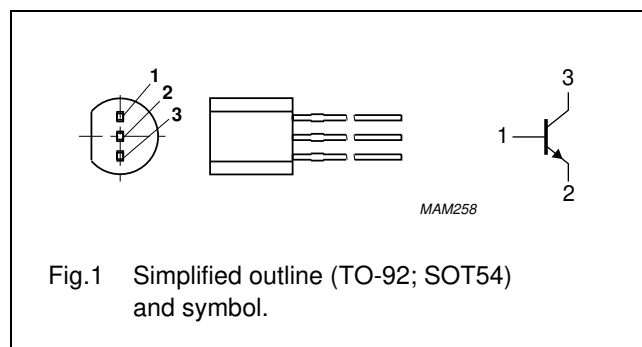 1
2
3
3
1
2
MAM258
Fig.1 Simplified outline (TO-92; SOT54)
and symbol.